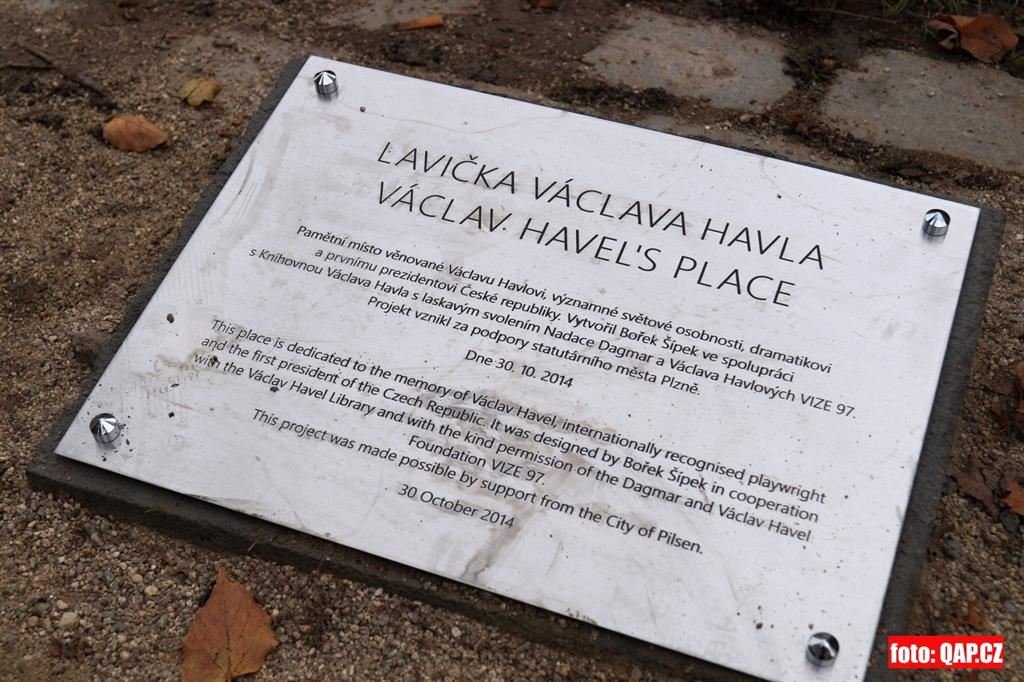 LAVIČKA VÁCLAVA HAVLA
VÁCLAV HAVEL'S PLACE
Pamětní místo věnované Václavu Havlovi, významné světové osobnosti, dramatikovi
a prvnímu prezidentovi České republiky. Vytvořil Bořek Šípek ve spolupráci
s Knihovnou Václava Havla s laskavým svolením Nadace Dagmar a Václava Havlových VIZE 97.
Projekt vznikl za podpory statutárního města Plzně.
Dne 30. 10. 2014
This place is dedicated to the memory of Václav Havel, internationally recognised playwright
and the first president of the Czech Republic. It was designed by Bořek Šípek in cooperation
with the Václav Havel Library and with the kind permission of the Dagmar and Václav Havel
Foundation VIZE 97.
This project was made possible by support from the City of Pilsen.
30 October 2014
foto: QAP.CZ